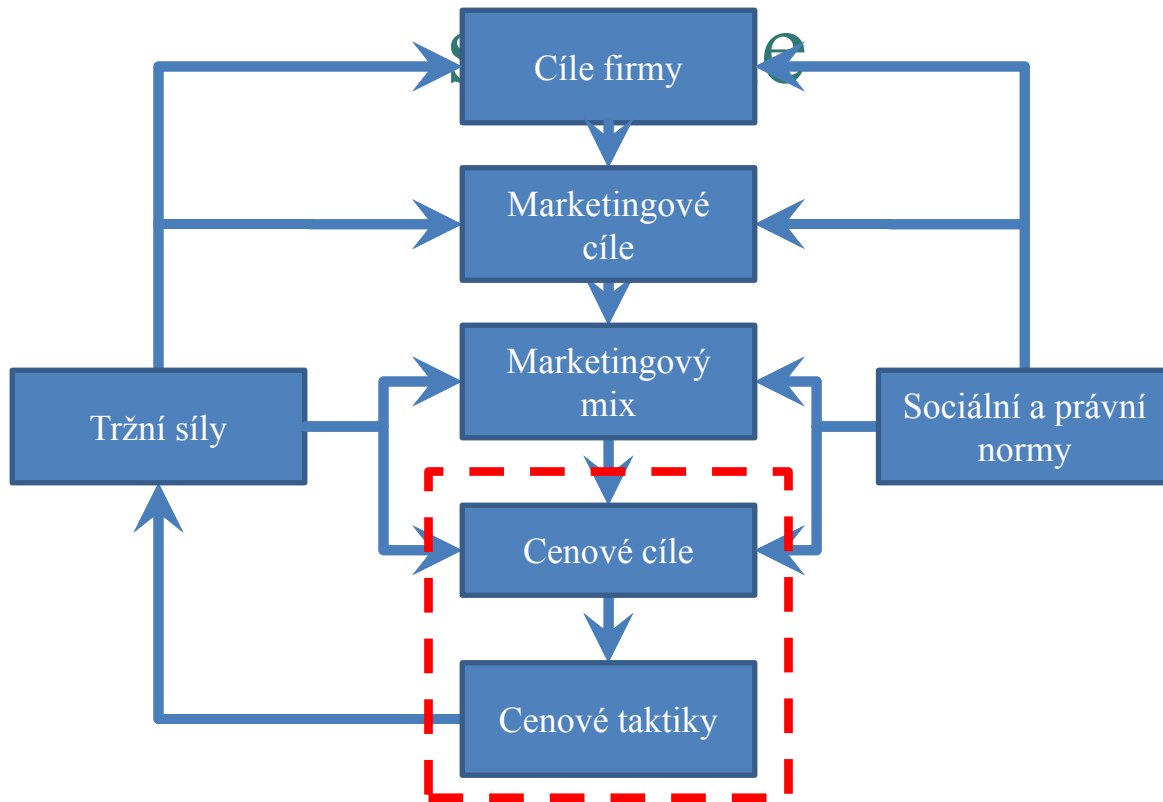 Cíle firmy
Marketingové
cíle
Marketingový
mix
Tržní síly
Sociální a právní
normy
Cenové cíle
Cenové taktiky